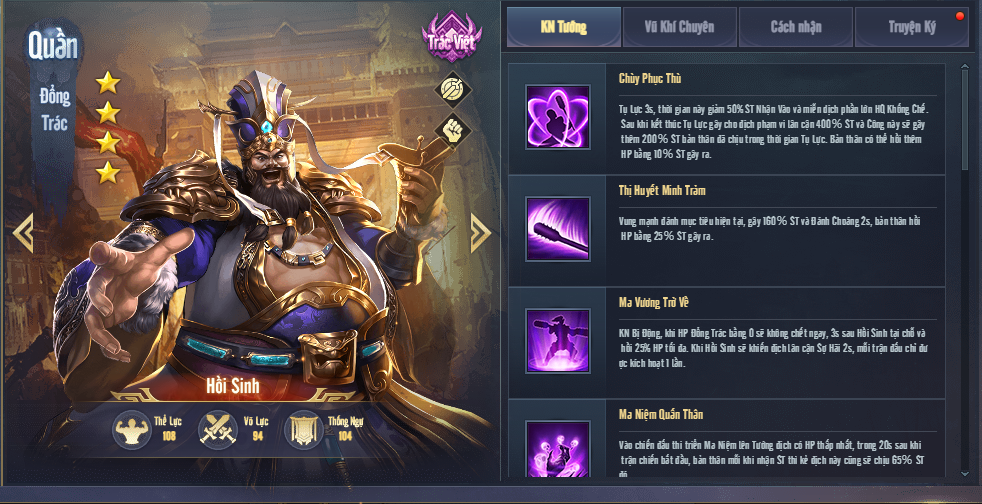 Quần
Đổng
Trác
Trác Việt
Hồi Sinh
Thể Lực
108
Võ Lực
94
Thống Ngự
104
KN Tướng
Vũ Khí Chuyên
Cách nhận
Truyện Ký
Chùy Phục Thù
Tụ Lực 3s, thời gian này giảm 50% ST Nhận Vào và miễn dịch phần lớn HQ Khống Chế.
Sau khi kết thúc Tụ Lực gây cho địch phạm vi lân cận 400% ST và Công này sẽ gây
thêm 200% ST bản thân đã chịu trong thời gian Tụ Lực. Bản thân có thể hồi thêm
HP bằng 10% ST gây ra.
Thị Huyết Minh Trảm
Vung mạnh đánh mục tiêu hiện tại, gây 160% ST và Đánh Choáng 2s, bản thân hồi
HP bằng 25% ST gây ra.
Ma Vương Trở Về
KN Bị Động, khi HP Đổng Trác bằng 0 sẽ không chết ngay, 3s sau Hồi Sinh tại chỗ và
hồi 25% HP tối đa. Khi Hồi Sinh sẽ khiến địch lân cận Sợ Hãi 2s, mỗi trận đấu chỉ đư
ợc kích hoạt 1 lần.
Ma Niệm Quấn Thân
Vào chiến đấu thi triển Ma Niệm lên Tướng địch có HP thấp nhất, trong 20s sau khi
trận chiến bắt đầu, bản thân mỗi khi nhận ST thì kẻ địch này cũng sẽ chịu 65% ST
đó.